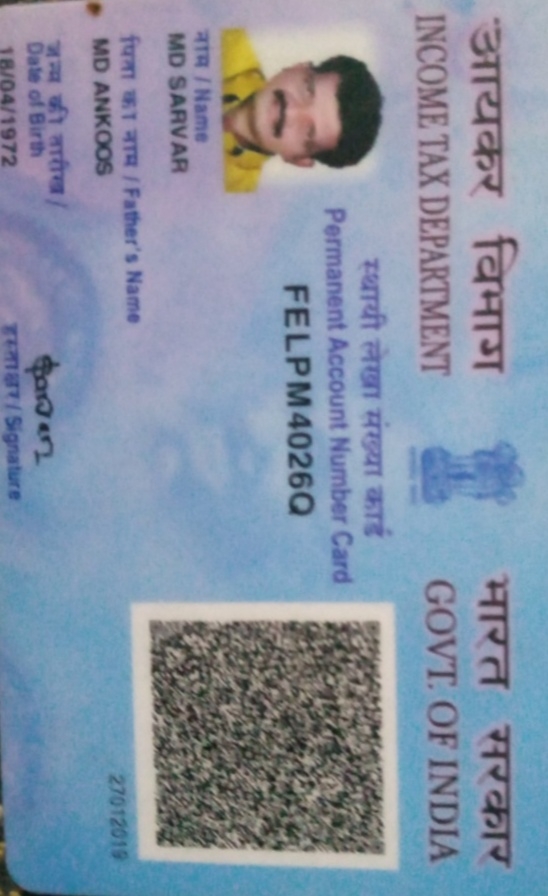 आयकर विभाग
INCOME TAX DEPARTMENT
भारत सरकार
GOVT. OF INDIA
स्थायी लेखा संख्या कार्ड
Permanent Account Number Card
FELPM4026Q
नाम / Name
MD SARVAR
पिता का नाम / Father's Name
MD ANKOOS
जन्म की तारीख /
Date of Birth
18/04/1972
हस्ताक्षर / Signature
27012019